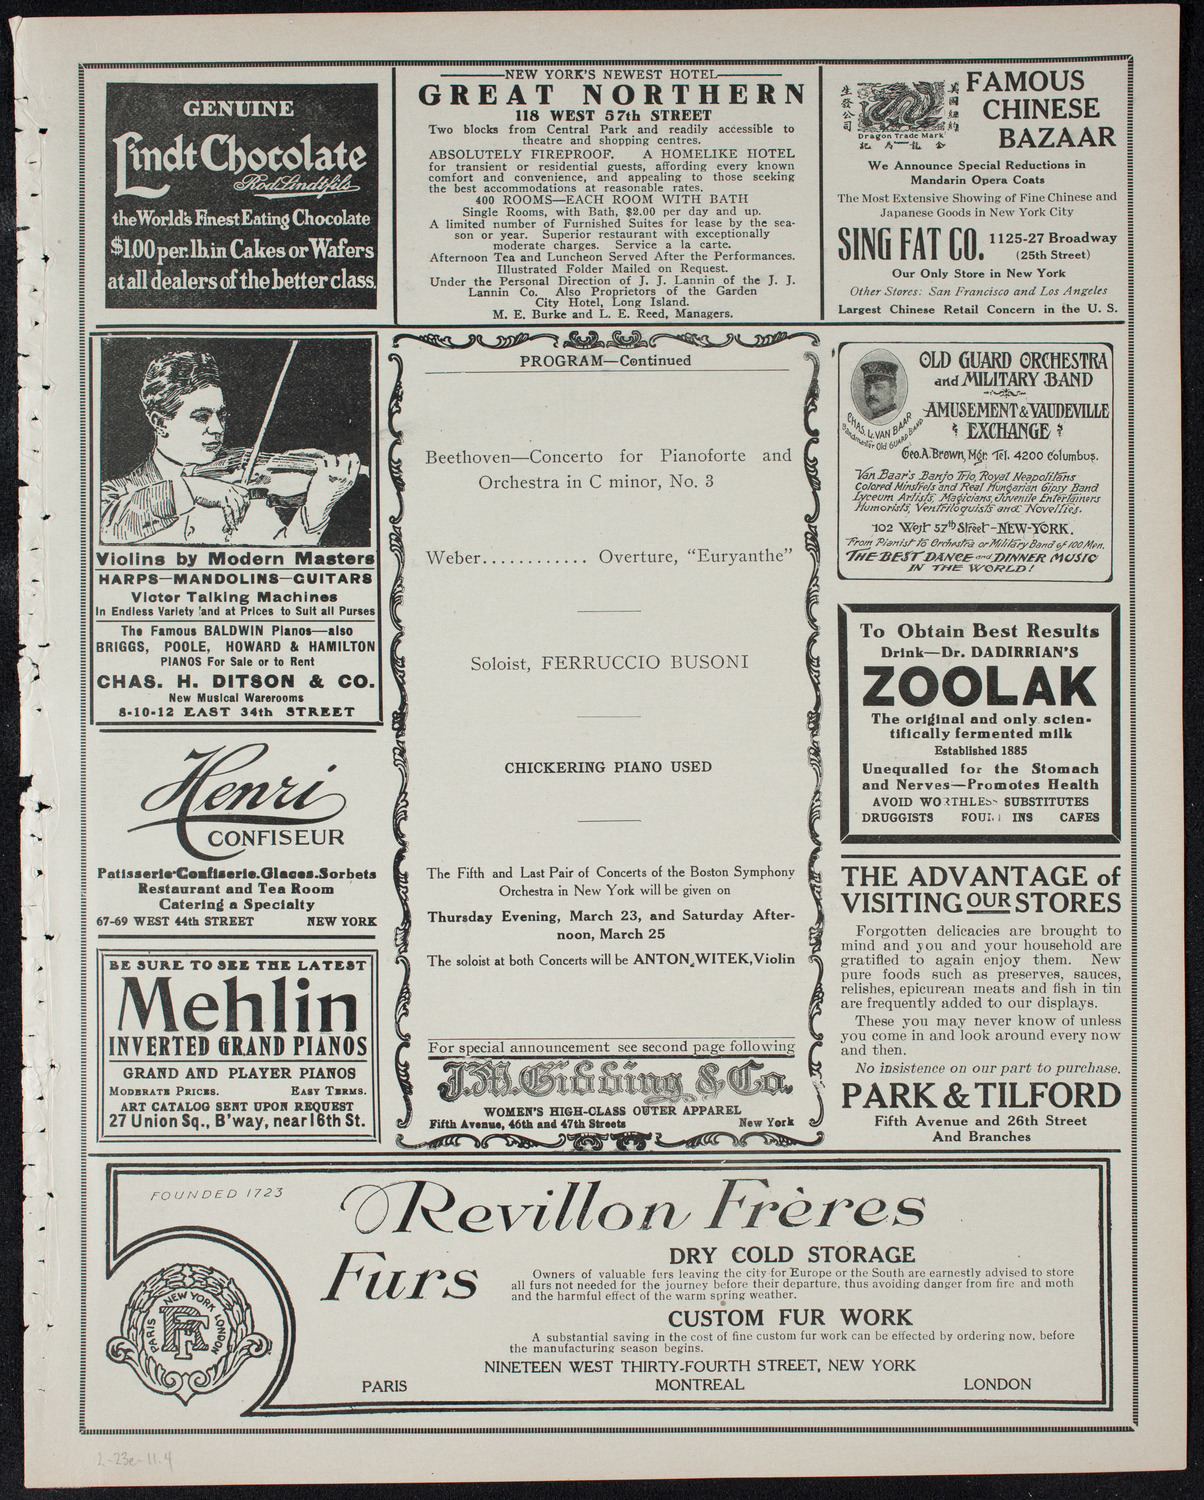 GENUINE
Lindt Chocolate
Rod. Lindt fils
the World's Finest Eating Chocolate
$1.00 per. lb. in Cakes or Wafers
at all dealers of the better class.
NEW YORK'S NEWEST HOTEL
GREAT NORTHERN
118 WEST 57th STREET
Two blocks from Central Park and readily accessible to
theatre and shopping centres.
ABSOLUTELY FIREPROOF. A HOMELIKE HOTEL
for transient or residential guests, affording every known
comfort and convenience, and appealing to those seeking
the best accommodations at reasonable rates.
400 ROOMS—EACH ROOM WITH BATH
Single Rooms, with Bath, $2.00 per day and up.
A limited number of Furnished Suites for lease by the sea-
son or year. Superior restaurant with exceptionally
moderate charges. Service a la carte.
Afternoon Tea and Luncheon Served After the Performances.
Illustrated Folder Mailed on Request.
Under the Personal Direction of J. J. Lannin of the J. J.
Lannin Co. Also Proprietors of the Garden
City Hotel, Long Island.
M. E. Burke and L. E. Reed, Managers.
生發公司
美國紐約
Dragon Trade Mark
FAMOUS
CHINESE
BAZAAR
We Announce Special Reductions in
Mandarin Opera Coats
The Most Extensive Showing of Fine Chinese and
Japanese Goods in New York City
SING FAT CO. 1125-27 Broadway
(25th Street)
Our Only Store in New York
Other Stores: San Francisco and Los Angeles
Largest Chinese Retail Concern in the U. S.
Violins by Modern Masters
HARPS—MANDOLINS—GUITARS
Victor Talking Machines
In Endless Variety and at Prices to Suit all Purses
The Famous BALDWIN Pianos—also
BRIGGS, POOLE, HOWARD & HAMILTON
PIANOS For Sale or to Rent
CHAS. H. DITSON & CO.
New Musical Warerooms
8-10-12 EAST 34th STREET
Henri
CONFISEUR
Patisserie-Confiserie.Glaces.Sorbets
Restaurant and Tea Room
Catering a Specialty
67-69 WEST 44th STREET NEW YORK
BE SURE TO SEE THE LATEST
Mehlin
INVERTED GRAND PIANOS
GRAND AND PLAYER PIANOS
MODERATE PRICES. EASY TERMS.
ART CATALOG SENT UPON REQUEST
27 Union Sq., B'way, near 16th St.
PROGRAM—Continued
Beethoven—Concerto for Pianoforte and
Orchestra in C minor, No. 3
Weber............ Overture, "Euryanthe"
Soloist, FERRUCCIO BUSONI
CHICKERING PIANO USED
The Fifth and Last Pair of Concerts of the Boston Symphony
Orchestra in New York will be given on
Thursday Evening, March 23, and Saturday After-
noon, March 25
The soloist at both Concerts will be ANTON WITEK, Violin
For special announcement see second page following
J.M. Gidding & Co.
WOMEN'S HIGH-CLASS OUTER APPAREL
Fifth Avenue, 46th and 47th Streets New York
CHAS. L. VAN BAAR
Bandmaster Old GUARD BAND
OLD GUARD ORCHESTRA
and MILITARY BAND
AMUSEMENT & VAUDEVILLE
EXCHANGE
Geo. A. Brown, Mgr. Tel. 4200 Columbus.
Van Baar's Banjo Trio, Royal Neapolitans
Colored Minstrels and Real Hungarian Gipsy Band
Lyceum Artists, Magicians, Juvenile Entertainers
Humorists, Ventriloquists and Novelties.
102 West 57th Street—NEW-YORK.
From Pianist to Orchestra or Military Band of 100 Men.
THE BEST DANCE and DINNER MUSIC
IN THE WORLD!
To Obtain Best Results
Drink—Dr. DADIRRIAN'S
ZOOLAK
The original and only scien-
tifically fermented milk
Established 1885
Unequalled for the Stomach
and Nerves—Promotes Health
AVOID WORTHLESS SUBSTITUTES
DRUGGISTS CAFES
THE ADVANTAGE of
VISITING OUR STORES
Forgotten delicacies are brought to
mind and you and your household are
gratified to again enjoy them. New
pure foods such as preserves, sauces,
relishes, epicurean meats and fish in tin
are frequently added to our displays.
These you may never know of unless
you come in and look around every now
and then.
No insistence on our part to purchase.
PARK & TILFORD
Fifth Avenue and 26th Street
And Branches
FOUNDED 1723
Revillon Frères
Furs
PARIS NEW YORK LONDON
RF
DRY COLD STORAGE
Owners of valuable furs leaving the city for Europe or the South are earnestly advised to store
all furs not needed for the journey before their departure, thus avoiding danger from fire and moth
and the harmful effect of the warm spring weather.
CUSTOM FUR WORK
A substantial saving in the cost of fine custom fur work can be effected by ordering now, before
the manufacturing season begins.
NINETEEN WEST THIRTY-FOURTH STREET, NEW YORK
PARIS MONTREAL LONDON
2-23e-11.4